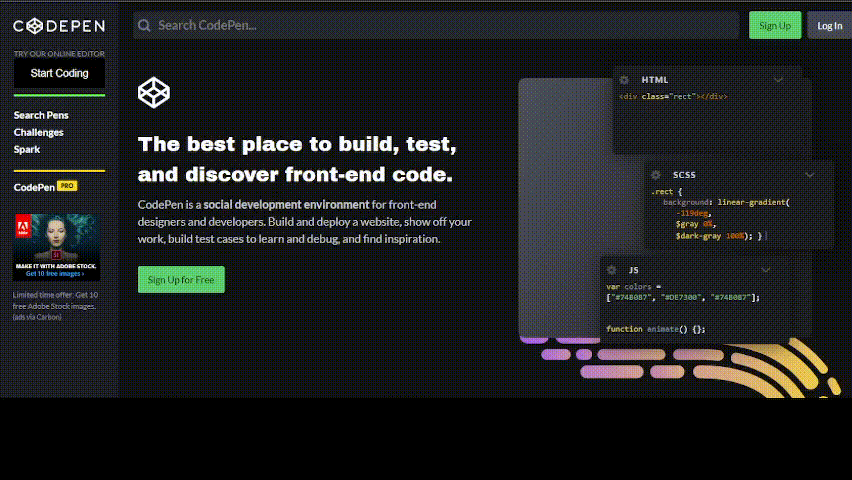 CODEPEN
TRY OUR ONLINE EDITOR
Start Coding
Search Pens
Challenges
Spark
CodePen PRO
MAKE IT WITH ADOBE STOCK.
Get 10 free images ›
Limited time offer: Get 10
free Adobe Stock images.
(ads via Carbon)
Search CodePen...
Sign Up
Log In
The best place to build, test,
and discover front-end code.
CodePen is a social development environment for front-end
designers and developers. Build and deploy a website, show off your
work, build test cases to learn and debug, and find inspiration.
Sign Up for Free
HTML
<div class="rect"></div>
SCSS
.rect {
background: linear-gradient(
-119deg,
$gray 0%,
$dark-gray 100%); }
JS
var colors =
["#74B087", "#DE7300", "#74B087"];
function animate() {};